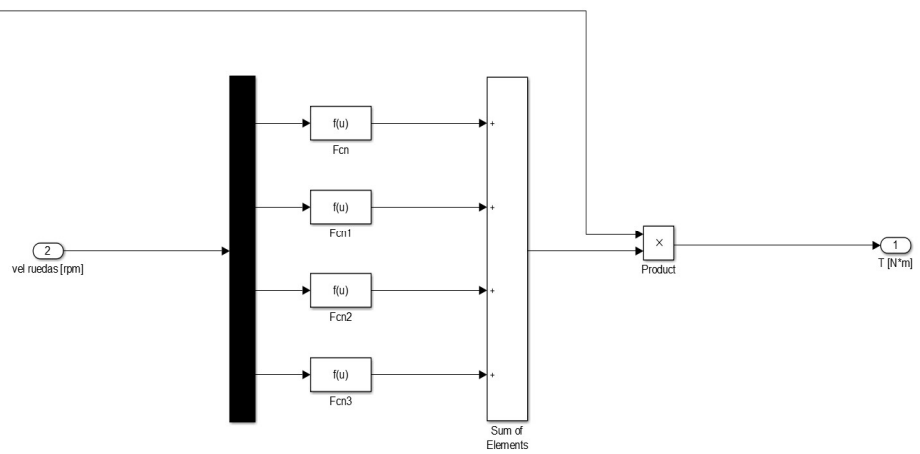 f(u)
Fcn
+
f(u)
Fcn1
+
2
vel ruedas [rpm]
×
Product
1
T [N*m]
f(u)
Fcn2
+
f(u)
Fcn3
+
Sum of
Elements